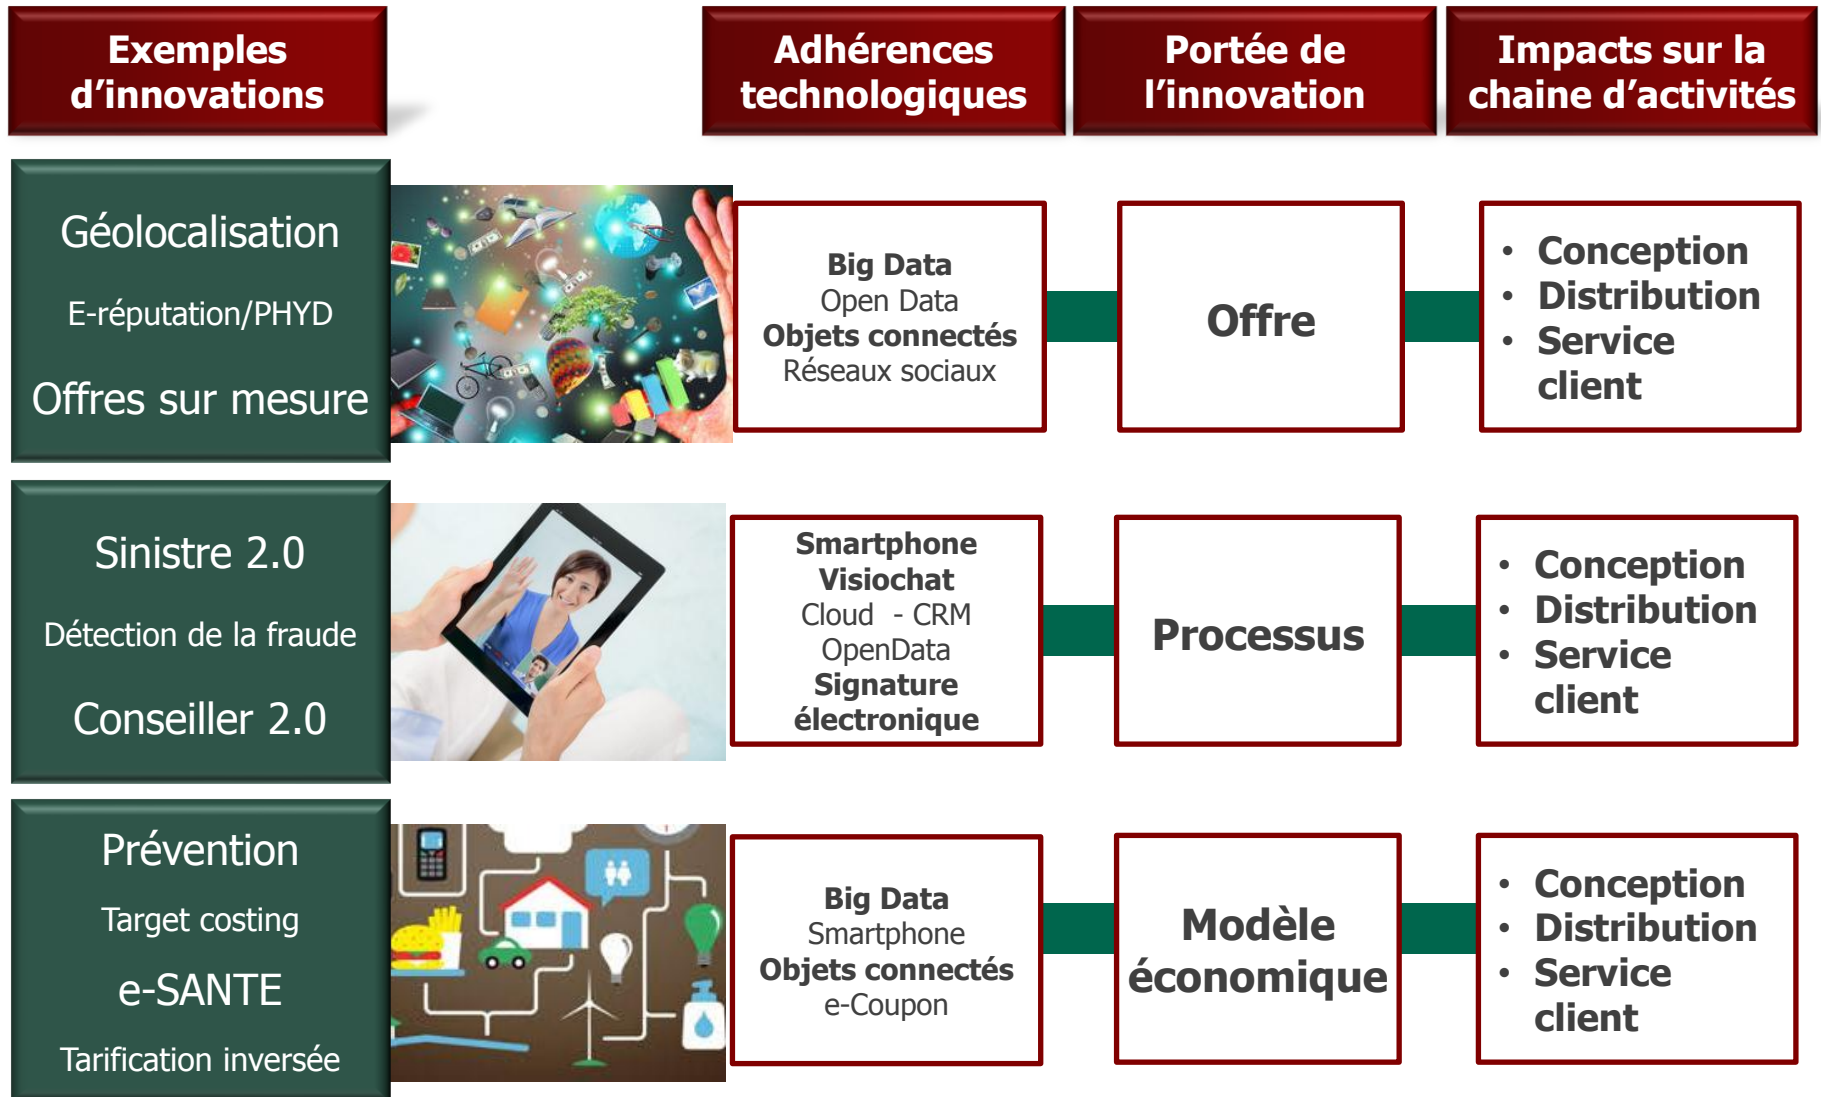 Exemples
d’innovations
Adhérences
technologiques
Portée de
l’innovation
Impacts sur la
chaine d’activités
Géolocalisation
E-réputation/PHYD
Offres sur mesure
Big Data
Open Data
Objets connectés
Réseaux sociaux
Offre
• Conception
• Distribution
• Service
client
Sinistre 2.0
Détection de la fraude
Conseiller 2.0
Smartphone
Visiochat
Cloud - CRM
OpenData
Signature
électronique
Processus
• Conception
• Distribution
• Service
client
Prévention
Target costing
e-SANTE
Tarification inversée
Big Data
Smartphone
Objets connectés
e-Coupon
Modèle
économique
• Conception
• Distribution
• Service
client